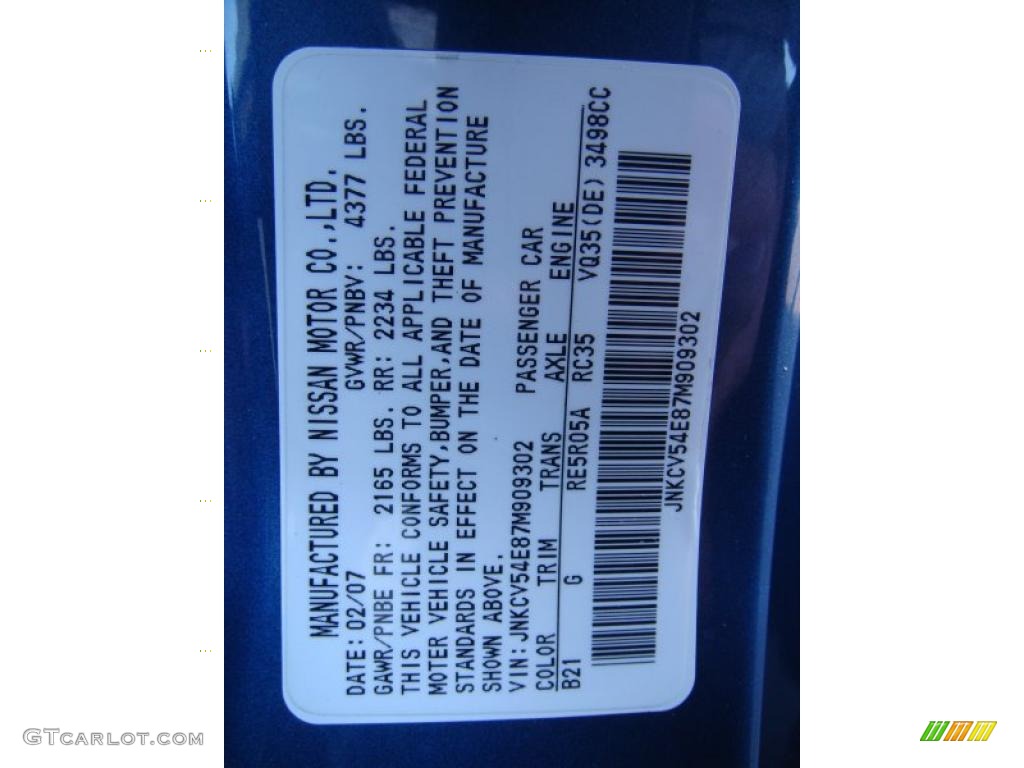 MANUFACTURED BY NISSAN MOTOR CO.,LTD.
DATE: 02/07 GVWR/PNBV: 4377 LBS.
GAWR/PNBE FR: 2165 LBS. RR: 2234 LBS.
THIS VEHICLE CONFORMS TO ALL APPLICABLE FEDERAL
MOTER VEHICLE SAFETY,BUMPER,AND THEFT PREVENTION
STANDARDS IN EFFECT ON THE DATE OF MANUFACTURE
SHOWN ABOVE.
VIN: JNKCV54E87M909302 PASSENGER CAR
COLOR TRIM TRANS AXLE ENGINE
B21 G RE5R05A RC35 VQ35(DE) 3498CC
JNKCV54E87M909302
GTCARLOT.COM